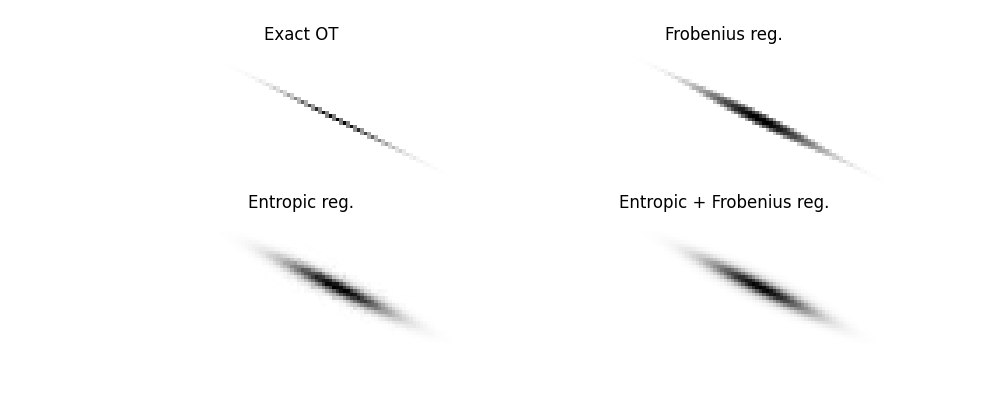 Exact OT
Frobenius reg.
Entropic reg.
Entropic + Frobenius reg.